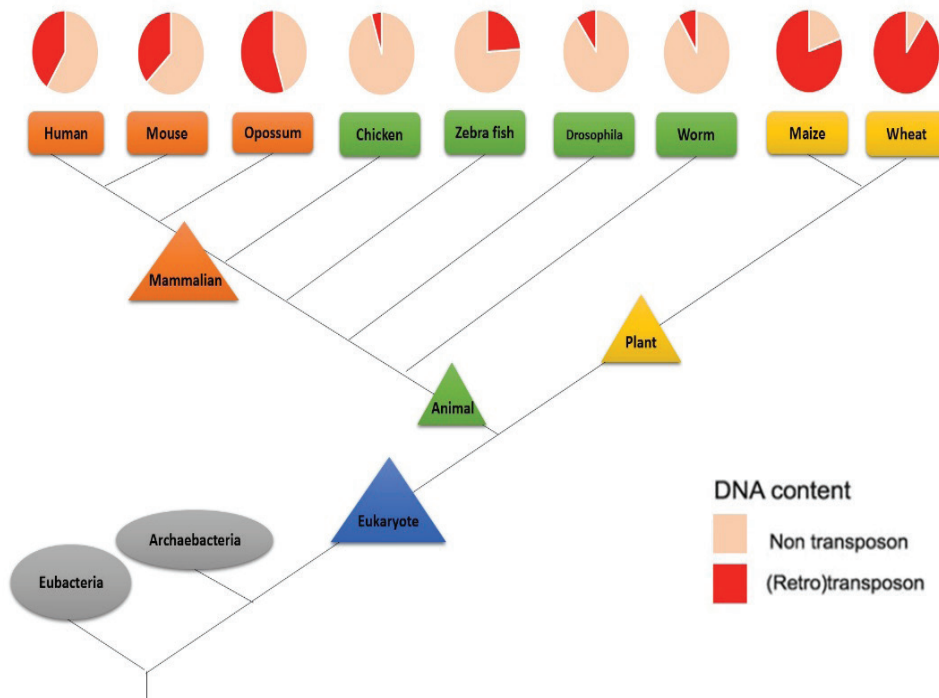 Human
Mouse
Opossum
Chicken
Zebra fish
Drosophila
Worm
Maize
Wheat
Mammalian
Plant
Animal
Eukaryote
Archaebacteria
Eubacteria
DNA content
Non transposon
(Retro)transposon